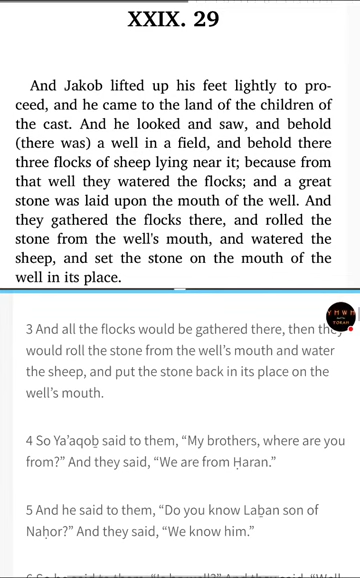 XXIX. 29
And Jakob lifted up his feet lightly to pro-
ceed, and he came to the land of the children of
the cast. And he looked and saw, and behold
(there was) a well in a field, and behold there
three flocks of sheep lying near it; because from
that well they watered the flocks; and a great
stone was laid upon the mouth of the well. And
they gathered the flocks there, and rolled the
stone from the well's mouth, and watered the
sheep, and set the stone on the mouth of the
well in its place.
Y M W M
WITH
TORAH
3 And all the flocks would be gathered there, then they
would roll the stone from the well’s mouth and water
the sheep, and put the stone back in its place on the
well’s mouth.
4 So Ya’aqoḇ said to them, “My brothers, where are you
from?” And they said, “We are from Ḥaran.”
5 And he said to them, “Do you know Laḇan son of
Naḥor?” And they said, “We know him.”